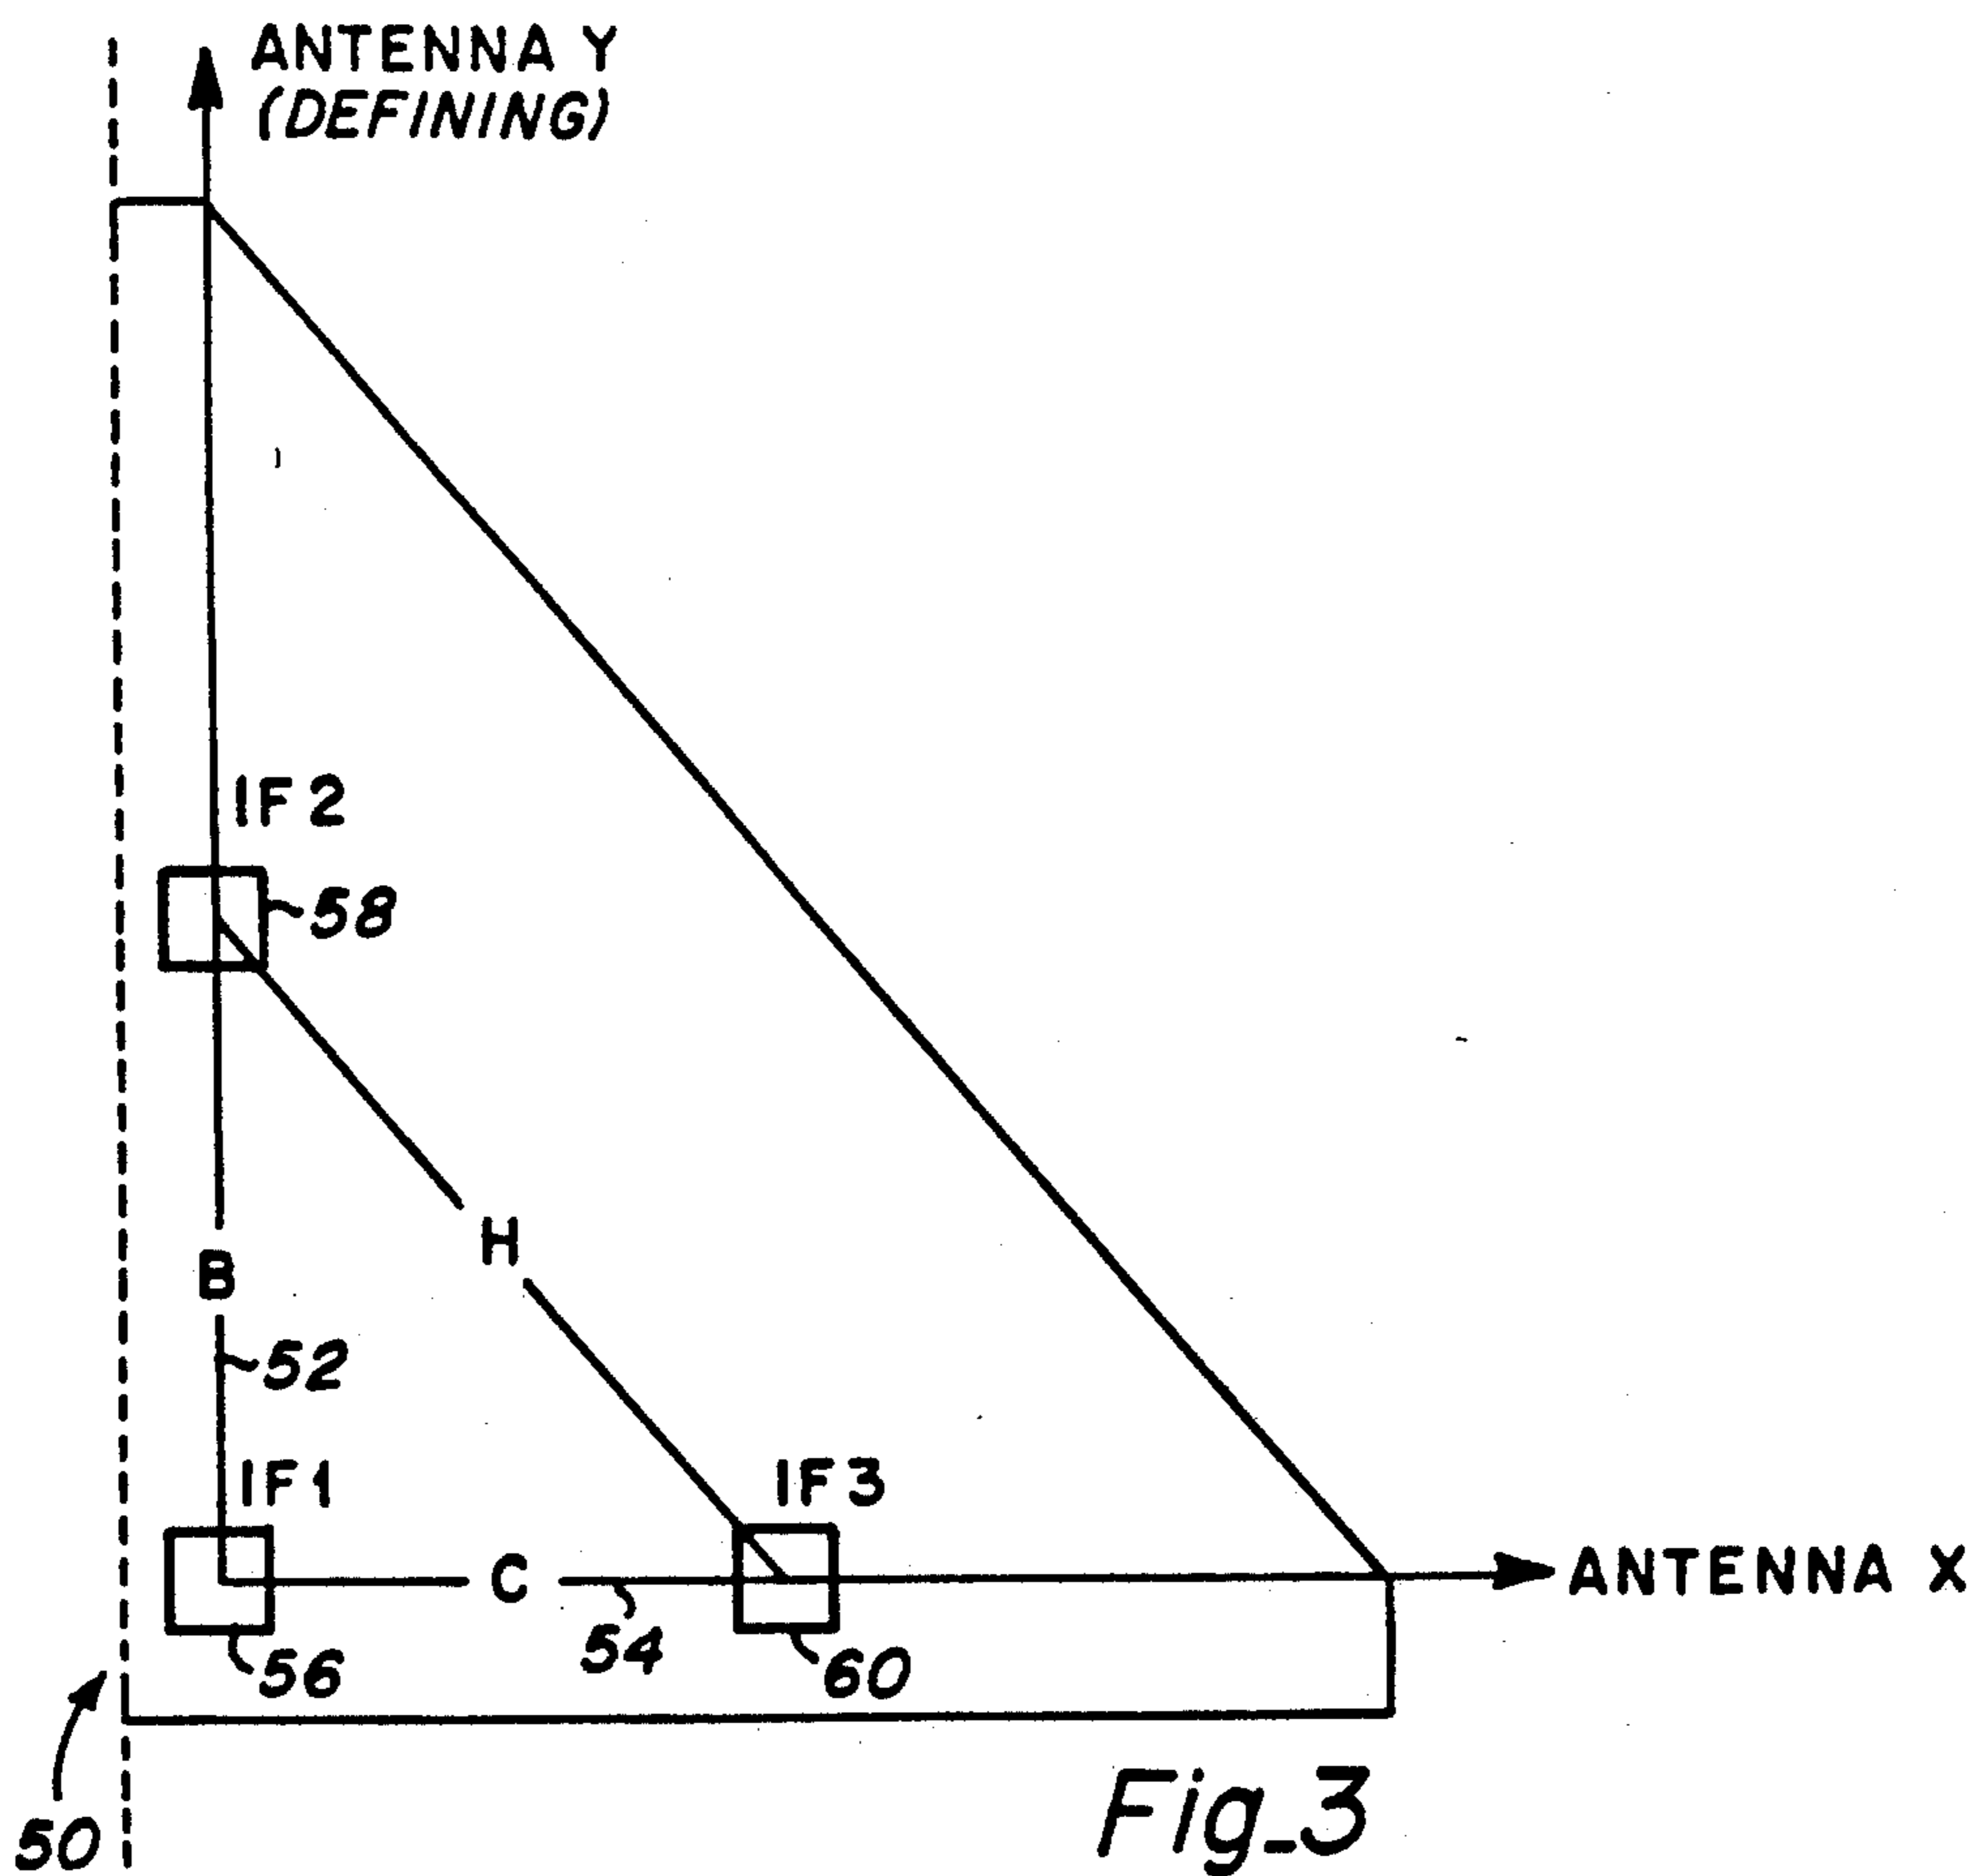 ANTENNA Y
(DEFINING)
IF2
58
H
B
52
IF1
IF3
C
ANTENNA X
54
56
60
50
Fig_3